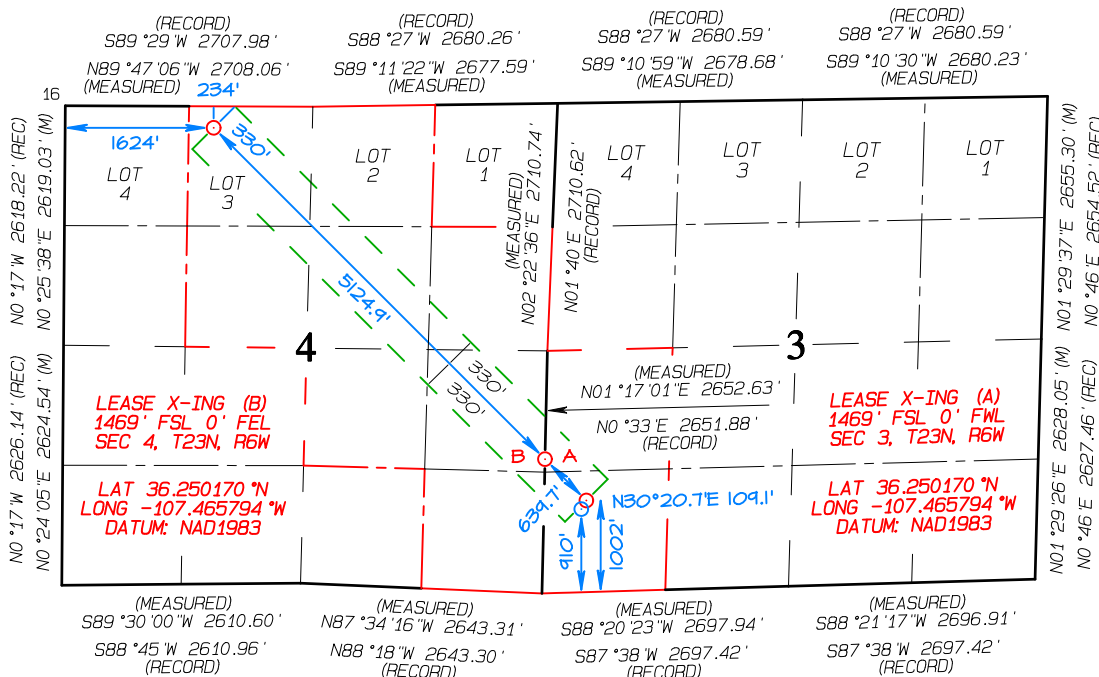 (RECORD)
S89 °29 'W 2707.98 '
N89 °47'06 "W 2708.06'
(MEASURED)
(RECORD)
S88 °27 'W 2680.26 '
S89 °11'22 "W 2677.59'
(MEASURED)
(RECORD)
S88 °27 'W 2680.59'
S89 °10'59 "W 2678.68'
(MEASURED)
(RECORD)
S88 °27 'W 2680.59'
S89 °10'30 "W 2680.23'
(MEASURED)
16
234'
1624'
330'
LOT
4
LOT
3
LOT
2
LOT
1
LOT
4
LOT
3
LOT
2
LOT
1
N0 °17 'W 2618.22 ' (REC)
N0 °25'38 "E 2619.03' (M)
(MEASURED)
N02 °22'36 "E 2710.74 '
N01 °40 'E 2710.62'
(RECORD)
N01 °29'37 "E 2655.30' (M)
N0 °46 'E 2654.52' (REC)
5124.9'
4
3
330'
330'
(MEASURED)
N01 °17'01 "E 2652.63'
N0 °33 'E 2651.88'
(RECORD)
LEASE X-ING (B)
1469' FSL 0' FEL
SEC 4, T23N, R6W
LAT 36.250170 °N
LONG -107.465794 °W
DATUM: NAD1983
LEASE X-ING (A)
1469' FSL 0' FWL
SEC 3, T23N, R6W
LAT 36.250170 °N
LONG -107.465794 °W
DATUM: NAD1983
B A
639.7'
N30°20.7'E 109.1'
910'
1002'
N0 °17 'W 2626.14' (REC)
N0 °24'05 "E 2624.54' (M)
N01 °29'26 "E 2628.05' (M)
N0 °46 'E 2627.46' (REC)
(MEASURED)
S89 °30'00 "W 2610.60'
S88 °45 'W 2610.96'
(RECORD)
(MEASURED)
N87 °34'16 "W 2643.31'
N88 °18 'W 2643.30'
(RECORD)
(MEASURED)
S88 °20'23 "W 2697.94'
S87 °38 'W 2697.42'
(RECORD)
(MEASURED)
S88 °21'17 "W 2696.91'
S87 °38 'W 2697.42'
(RECORD)